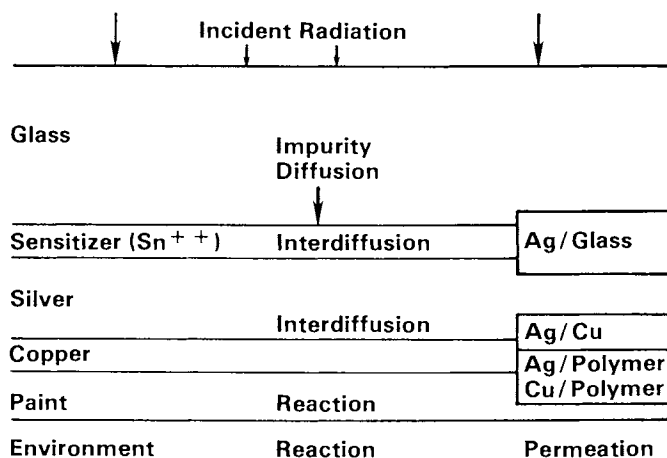 Incident Radiation
Glass
Impurity
Diffusion
Sensitizer (Sn++) Interdiffusion Ag/Glass
Silver
Interdiffusion Ag/Cu
Copper
Ag/Polymer
Cu/Polymer
Paint Reaction
Environment Reaction Permeation